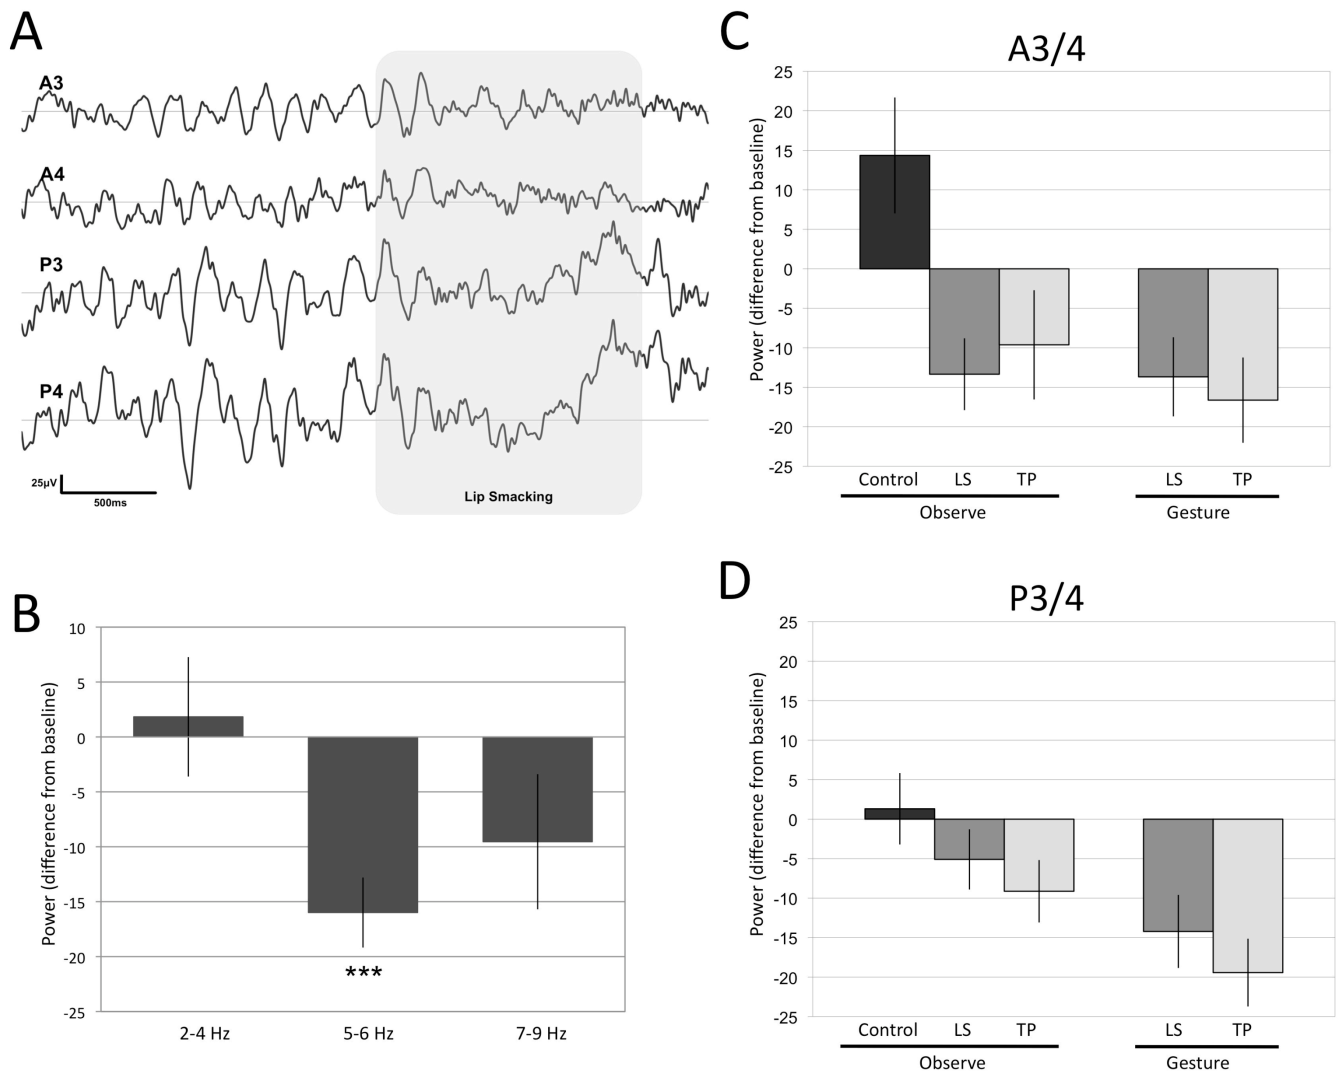 A
A3
A4
P3
P4
25µV
500ms
Lip Smacking
B
Power (difference from baseline)
10
5
0
-5
-10
-15
-20
-25
***
2-4 Hz 5-6 Hz 7-9 Hz
C
A3/4
Power (difference from baseline)
25
20
15
10
5
0
-5
-10
-15
-20
-25
Control LS TP LS TP
Observe Gesture
D
P3/4
Power (difference from baseline)
25
20
15
10
5
0
-5
-10
-15
-20
-25
Control LS TP LS TP
Observe Gesture